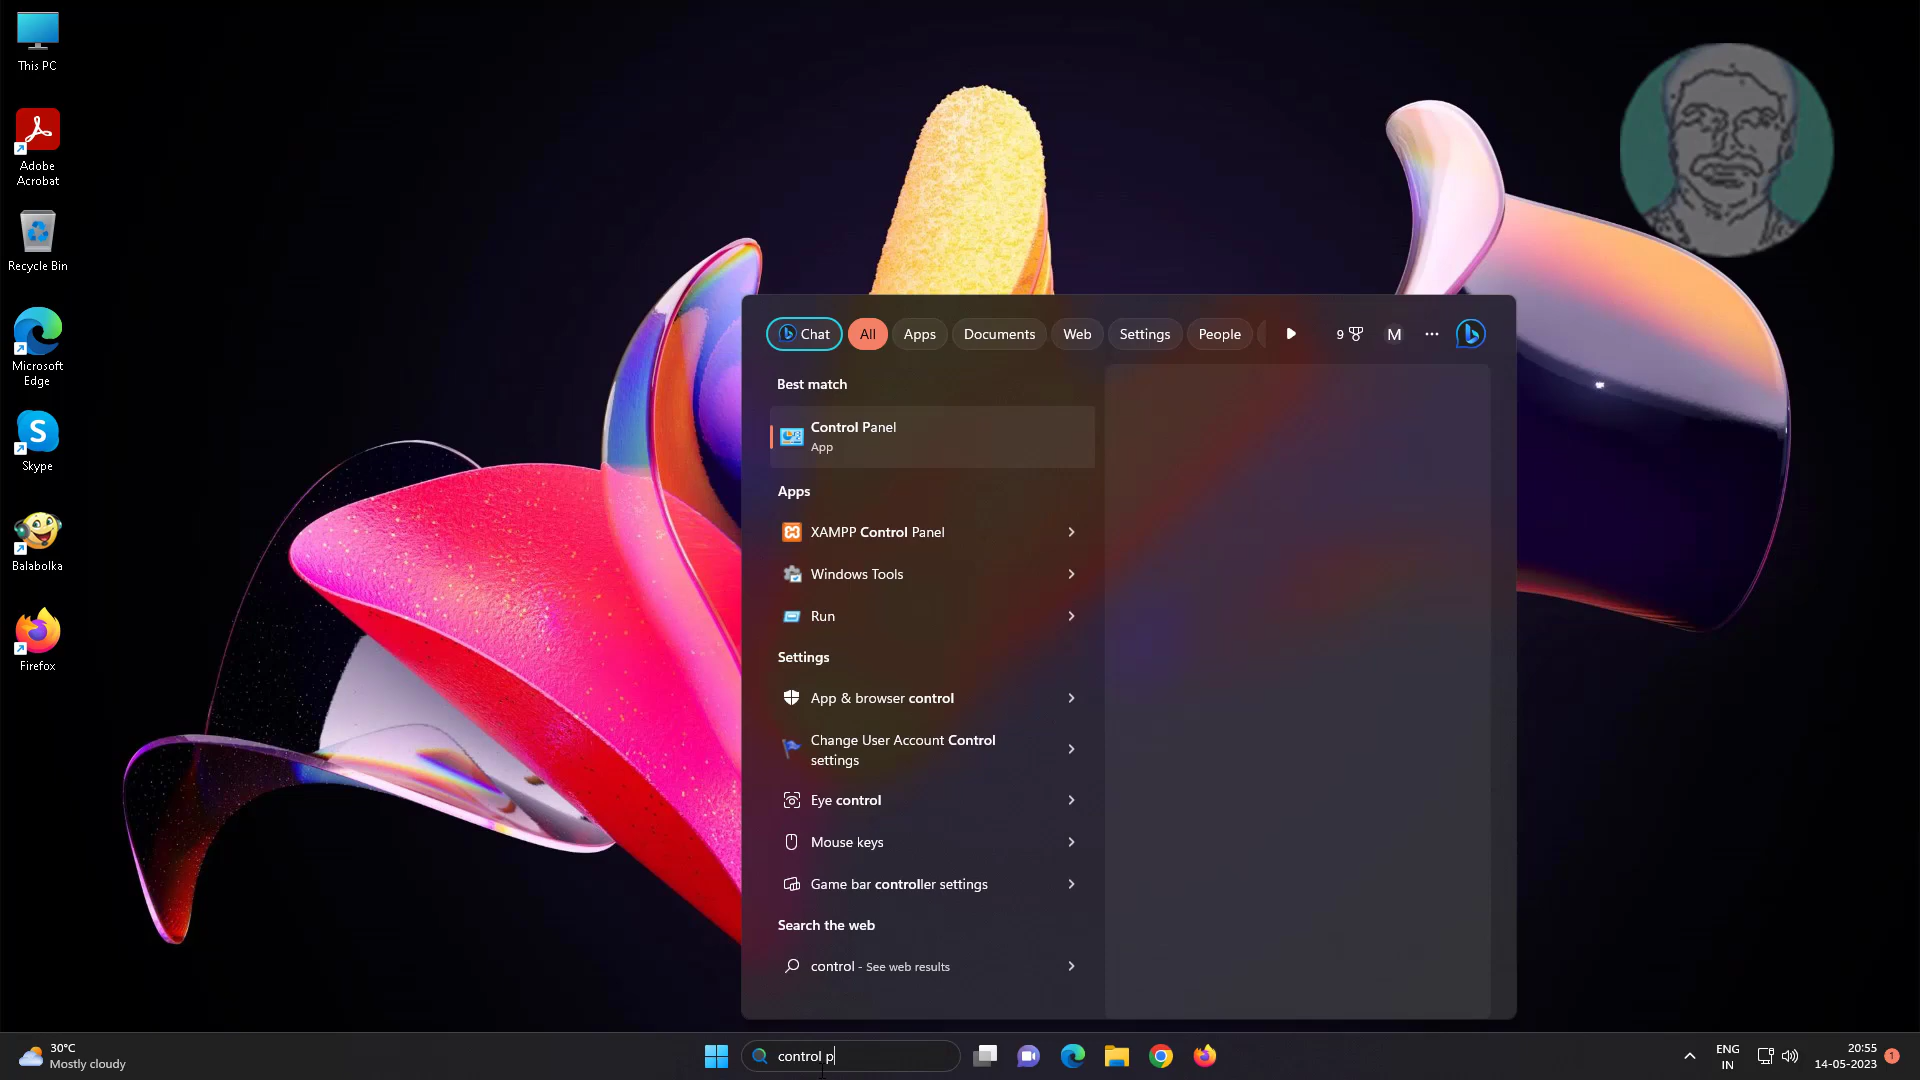 This PC
Adobe
Acrobat
Recycle Bin
Microsoft
Edge
S
Skype
Balabolka
Firefox
Chat
All
Apps
Documents
Web
Settings
People
9
M
Best match
Control Panel
App
Apps
XAMPP Control Panel
Windows Tools
Run
Settings
App & browser control
Change User Account Control
settings
Eye control
Mouse keys
Game bar controller settings
Search the web
control - See web results
30°C
Mostly cloudy
control p
ENG
IN
20:55
14-05-2023
1